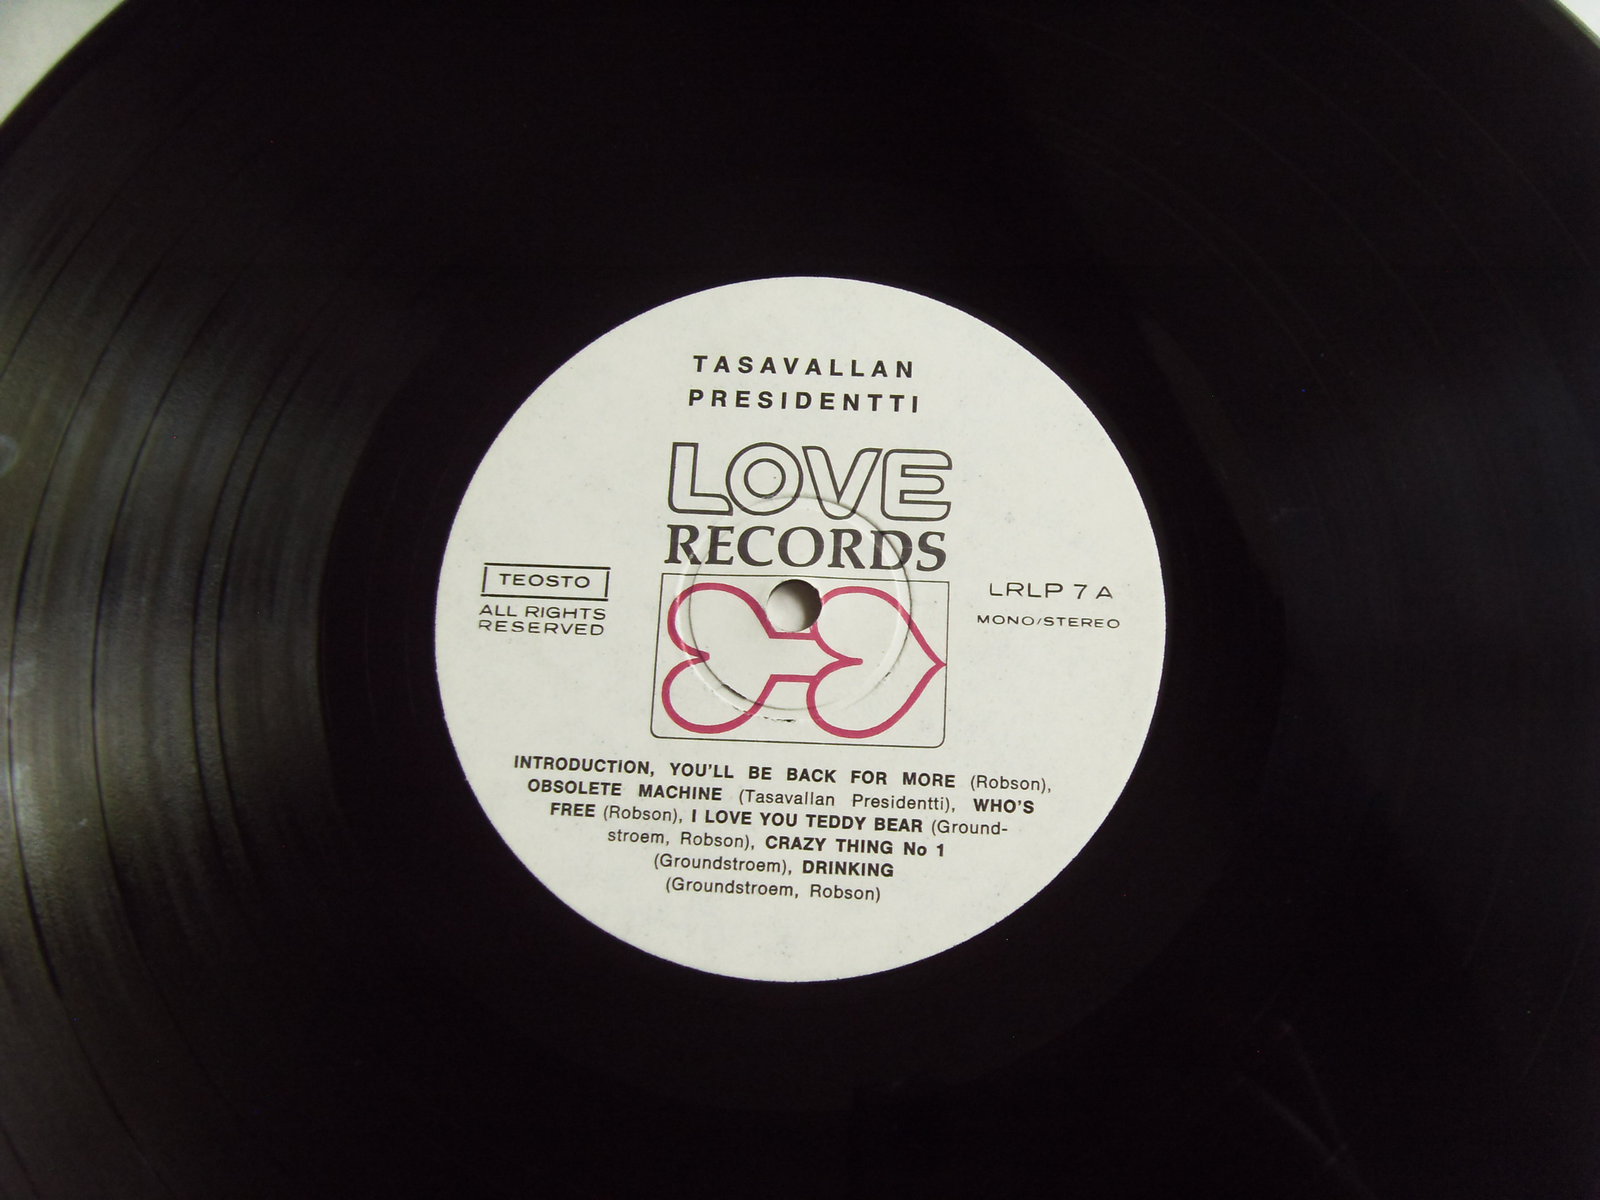 TASAVALLAN
PRESIDENTTI
LOVE
RECORDS
TEOSTO
ALL RIGHTS
RESERVED
LRLP 7 A
MONO/STEREO
INTRODUCTION, YOU'LL BE BACK FOR MORE (Robson),
OBSOLETE MACHINE (Tasavallan Presidentti), WHO'S
FREE (Robson), I LOVE YOU TEDDY BEAR (Ground-
stroem, Robson), CRAZY THING No 1
(Groundstroem), DRINKING
(Groundstroem, Robson)